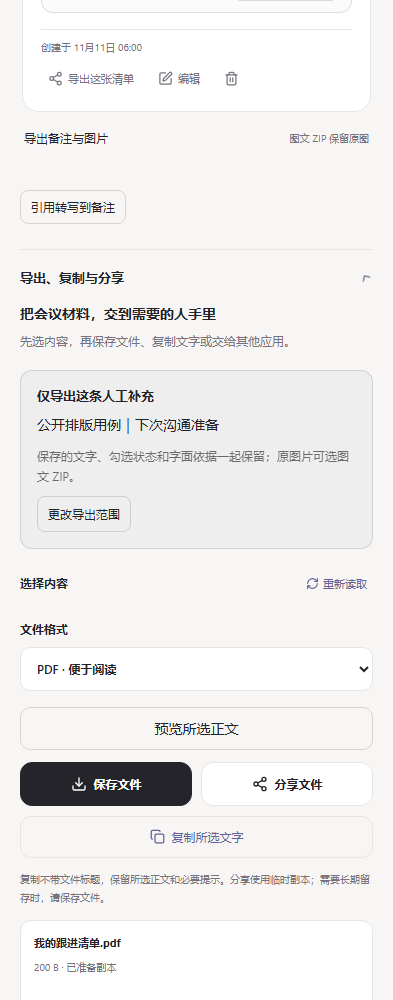 创建于 11月11日 06:00
导出这张清单
编辑
导出备注与图片
图文 ZIP 保留原图
引用转写到备注
导出、复制与分享
把会议材料，交到需要的人手里
先选内容，再保存文件、复制文字或交给其他应用。
仅导出这条人工补充
公开排版用例｜下次沟通准备
保存的文字、勾选状态和字面依据一起保留；原图片可选图
文 ZIP。
更改导出范围
选择内容
重新读取
文件格式
PDF · 便于阅读
预览所选正文
保存文件
分享文件
复制所选文字
复制不带文件标题，保留所选正文和必要提示。分享使用临时副本；需要长期留
存时，请保存文件。
我的跟进清单.pdf
200 B · 已准备副本